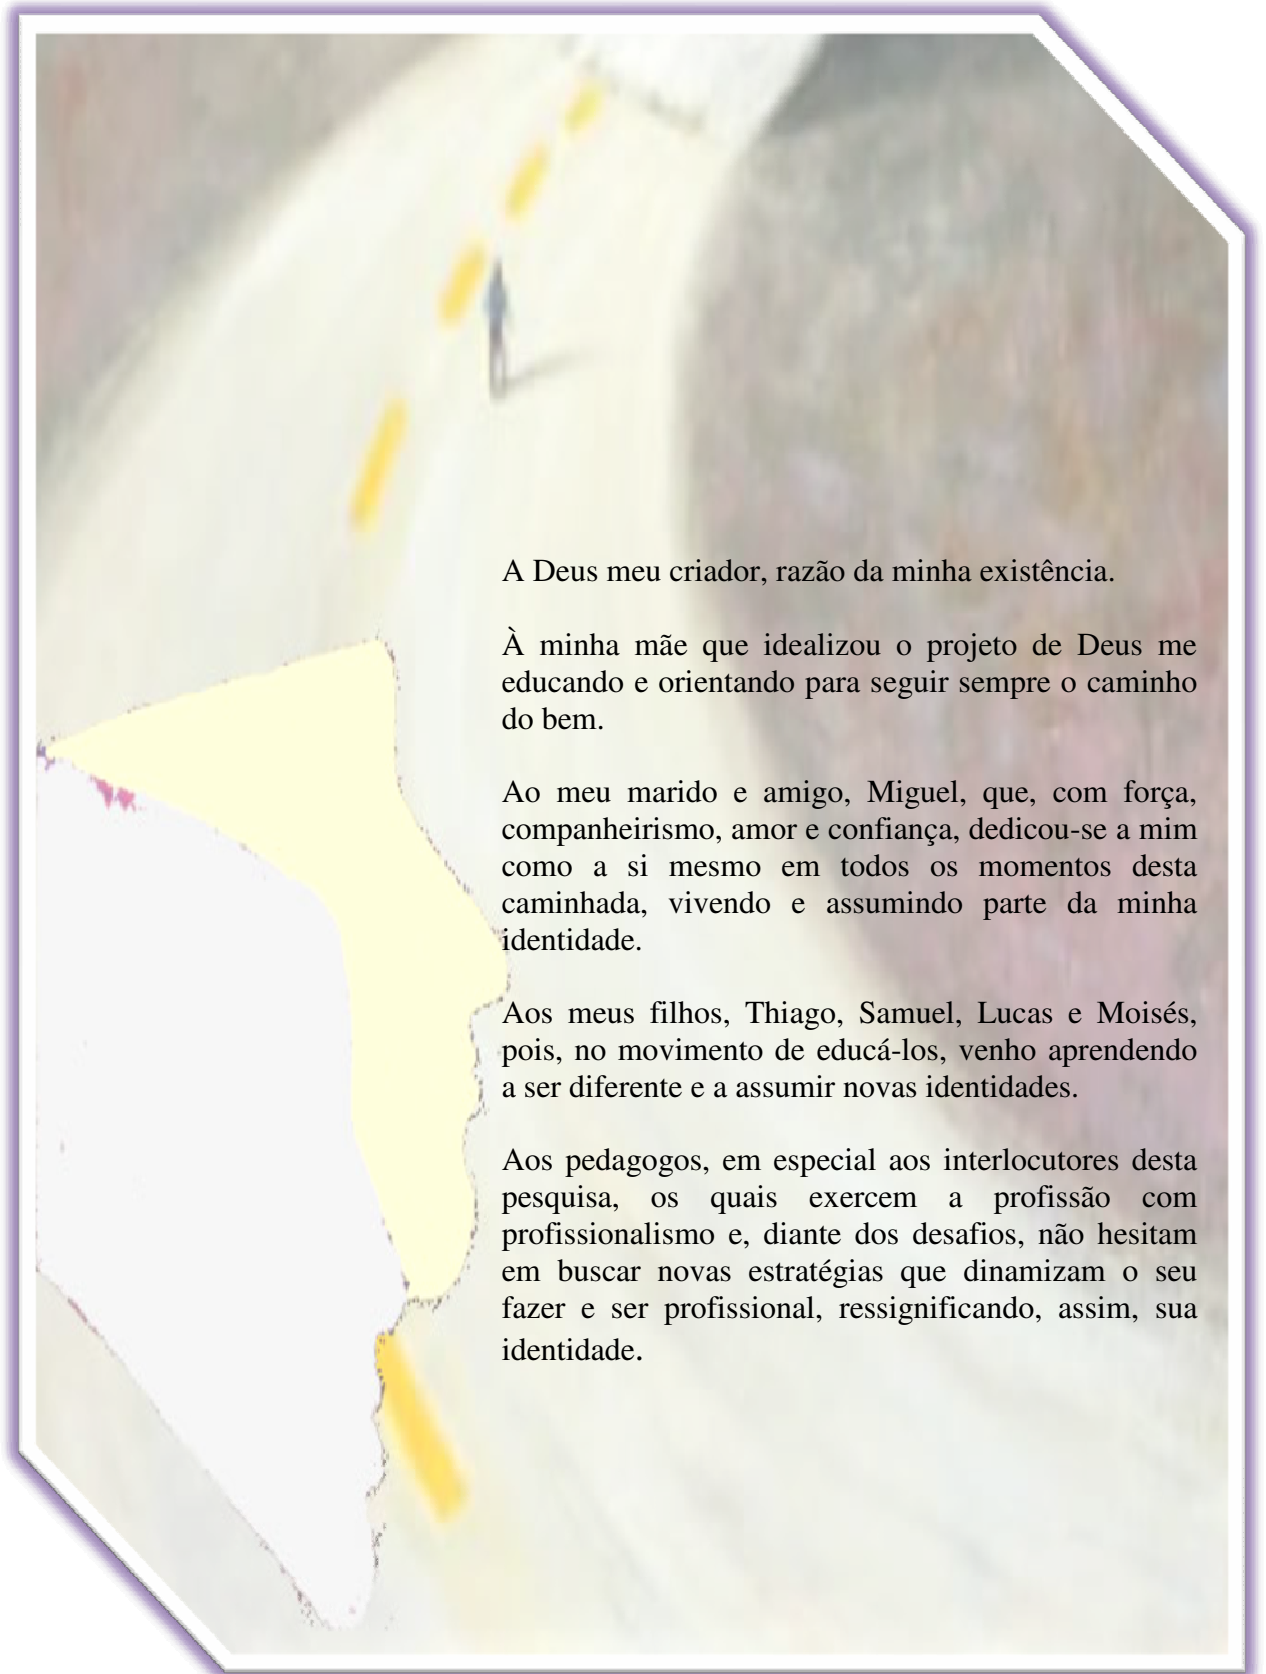 A Deus meu criador, razão da minha existência.
À minha mãe que idealizou o projeto de Deus me
educando e orientando para seguir sempre o caminho
do bem.
Ao meu marido e amigo, Miguel, que, com força,
companheirismo, amor e confiança, dedicou-se a mim
como a si mesmo em todos os momentos desta
caminhada, vivendo e assumindo parte da minha
identidade.
Aos meus filhos, Thiago, Samuel, Lucas e Moisés,
pois, no movimento de educá-los, venho aprendendo
a ser diferente e a assumir novas identidades.
Aos pedagogos, em especial aos interlocutores desta
pesquisa, os quais exercem a profissão com
profissionalismo e, diante dos desafios, não hesitam
em buscar novas estratégias que dinamizam o seu
fazer e ser profissional, ressignificando, assim, sua
identidade.